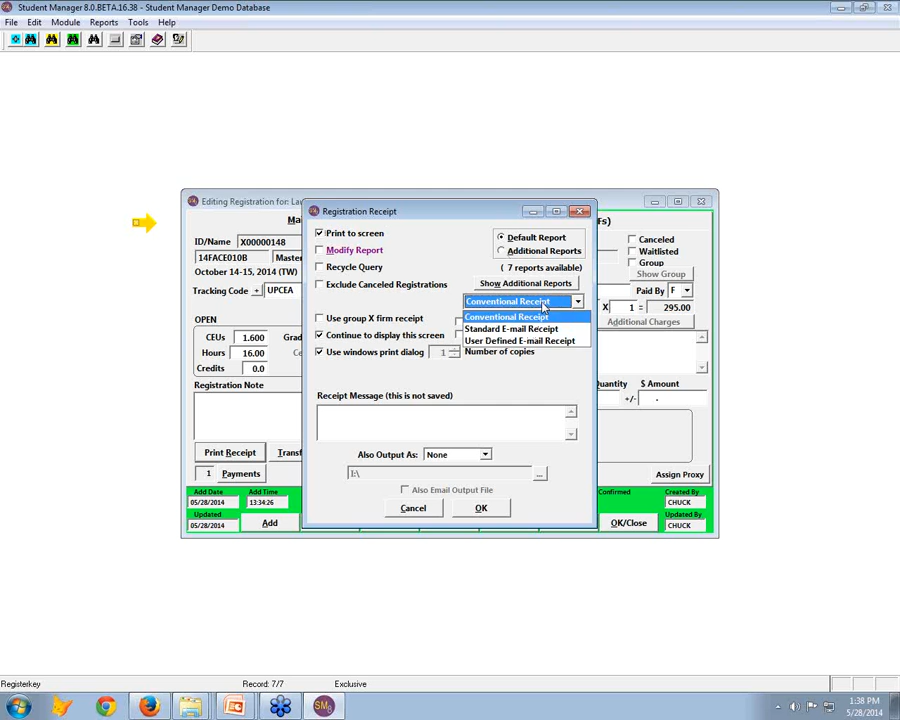 Student Manager 8.0.BETA.16.38 - Student Manager Demo Database
File Edit Module Reports Tools Help
Editing Registration for: Lau
Ma
fs)
ID/Name X00000148
14FACE010B Master
October 14-15, 2014 (TW)
Tracking Code + UPCEA
OPEN
CEUs 1.600 Grad
Hours 16.00 Ce
Credits 0.0
Registration Note
Print Receipt Transf
1 Payments
Canceled
Waitlisted
Group
Show Group
Paid By F
X 1 = 295.00
Additional Charges
Quantity $ Amount
+/- .
Assign Proxy
Registration Receipt
Print to screen
Modify Report
Recycle Query
Exclude Canceled Registrations
Default Report
Additional Reports
( 7 reports available)
Show Additional Reports
Conventional Receipt
Conventional Receipt
Standard E-mail Receipt
User Defined E-mail Receipt
Use group X firm receipt
Continue to display this screen
Use windows print dialog 1 Number of copies
Receipt Message (this is not saved)
Also Output As: None
I:\ ...
Also Email Output File
Cancel OK
Add Date Add Time Confirmed Created By
05/28/2014 13:34:26 CHUCK
Updated Updated By
05/28/2014 Add OK/Close CHUCK
Registerkey Record: 7/7 Exclusive
SM8
1:38 PM
5/28/2014